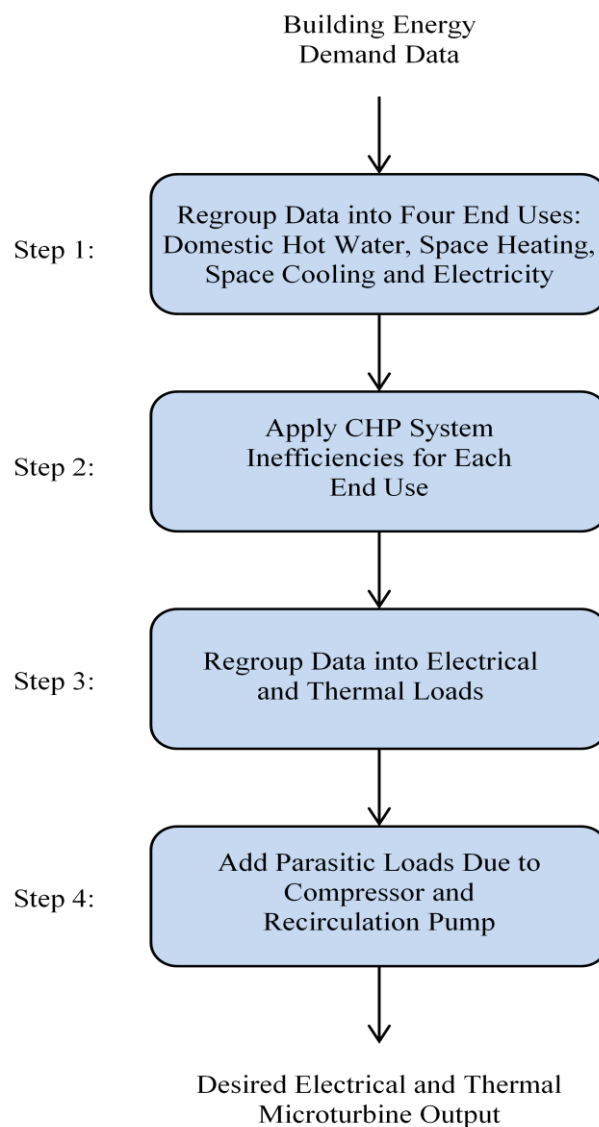 Building Energy
Demand Data
Step 1:
Regroup Data into Four End Uses:
Domestic Hot Water, Space Heating,
Space Cooling and Electricity
Step 2:
Apply CHP System
Inefficiencies for Each
End Use
Step 3:
Regroup Data into Electrical
and Thermal Loads
Step 4:
Add Parasitic Loads Due to
Compressor and
Recirculation Pump
Desired Electrical and Thermal
Microturbine Output